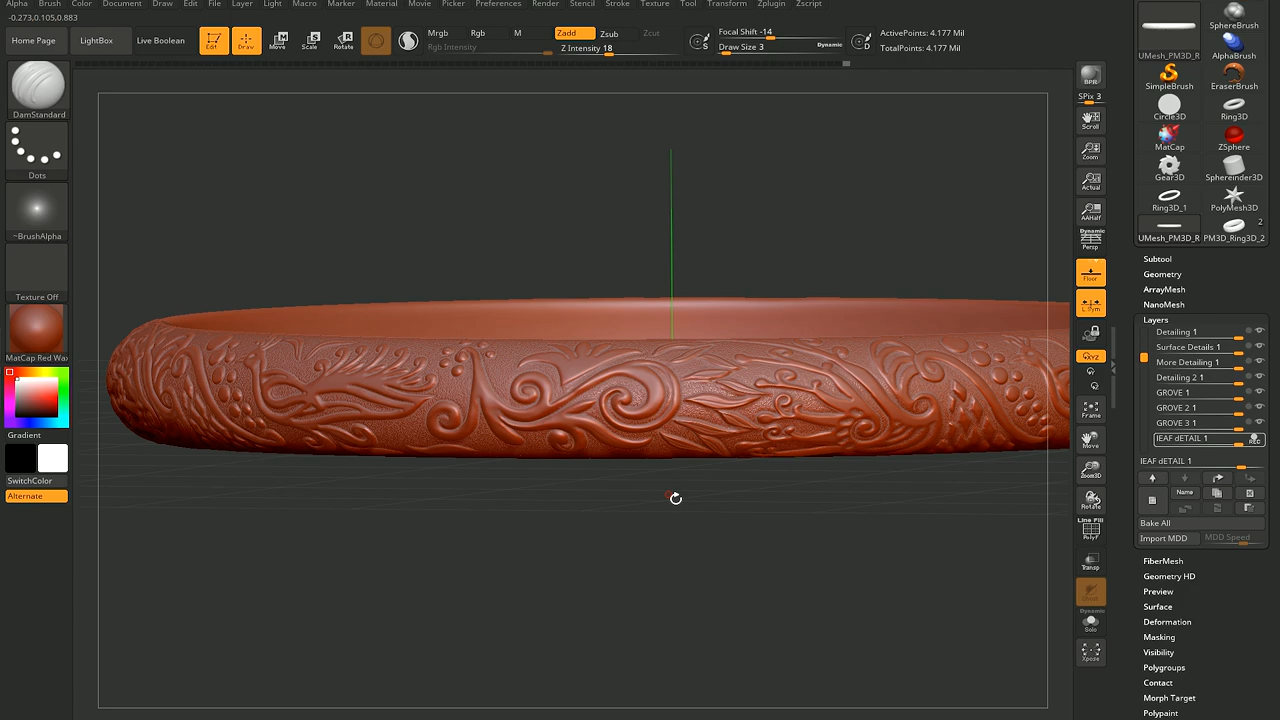 Alpha Brush Color Document Draw Edit File Layer Light Macro Marker Material Movie Picker Preferences Render Stencil Stroke Texture Tool Transform Zplugin Zscript
-0.273,0.105,0.883
Home Page LightBox Live Boolean Edit Draw Move Scale Rotate
Mrgb Rgb M Zadd Zsub Zcut
Rgb Intensity Z Intensity 18
S Focal Shift -14
Draw Size 3 Dynamic
D ActivePoints: 4.177 Mil
TotalPoints: 4.177 Mil
DamStandard
Dots
~BrushAlpha
Texture Off
MatCap Red Wax
Gradient
SwitchColor
Alternate
BPR
SPix 3
Scroll
Zoom
Actual
AAHalf
Dynamic
Persp
Floor
L.Sym
XYZ
Frame
Move
Zoom3D
Rotate
Line Fill
PolyF
Transp
Ghost
Dynamic
Solo
Xpose
SphereBrush
UMesh_PM3D_R AlphaBrush
SimpleBrush EraserBrush
Circle3D Ring3D
MatCap ZSphere
Gear3D Sphereinder3D
Ring3D_1 PolyMesh3D
2
UMesh_PM3D_R PM3D_Ring3D_2
Subtool
Geometry
ArrayMesh
NanoMesh
Layers
Detailing 1
Surface Details 1
More Detailing 1
Detailing 2 1
GROVE 1
GROVE 2 1
GROVE 3 1
lEAF dETAIL 1 REC
lEAF dETAIL 1
Name
Bake All
Import MDD MDD Speed
FiberMesh
Geometry HD
Preview
Surface
Deformation
Masking
Visibility
Polygroups
Contact
Morph Target
Polypaint